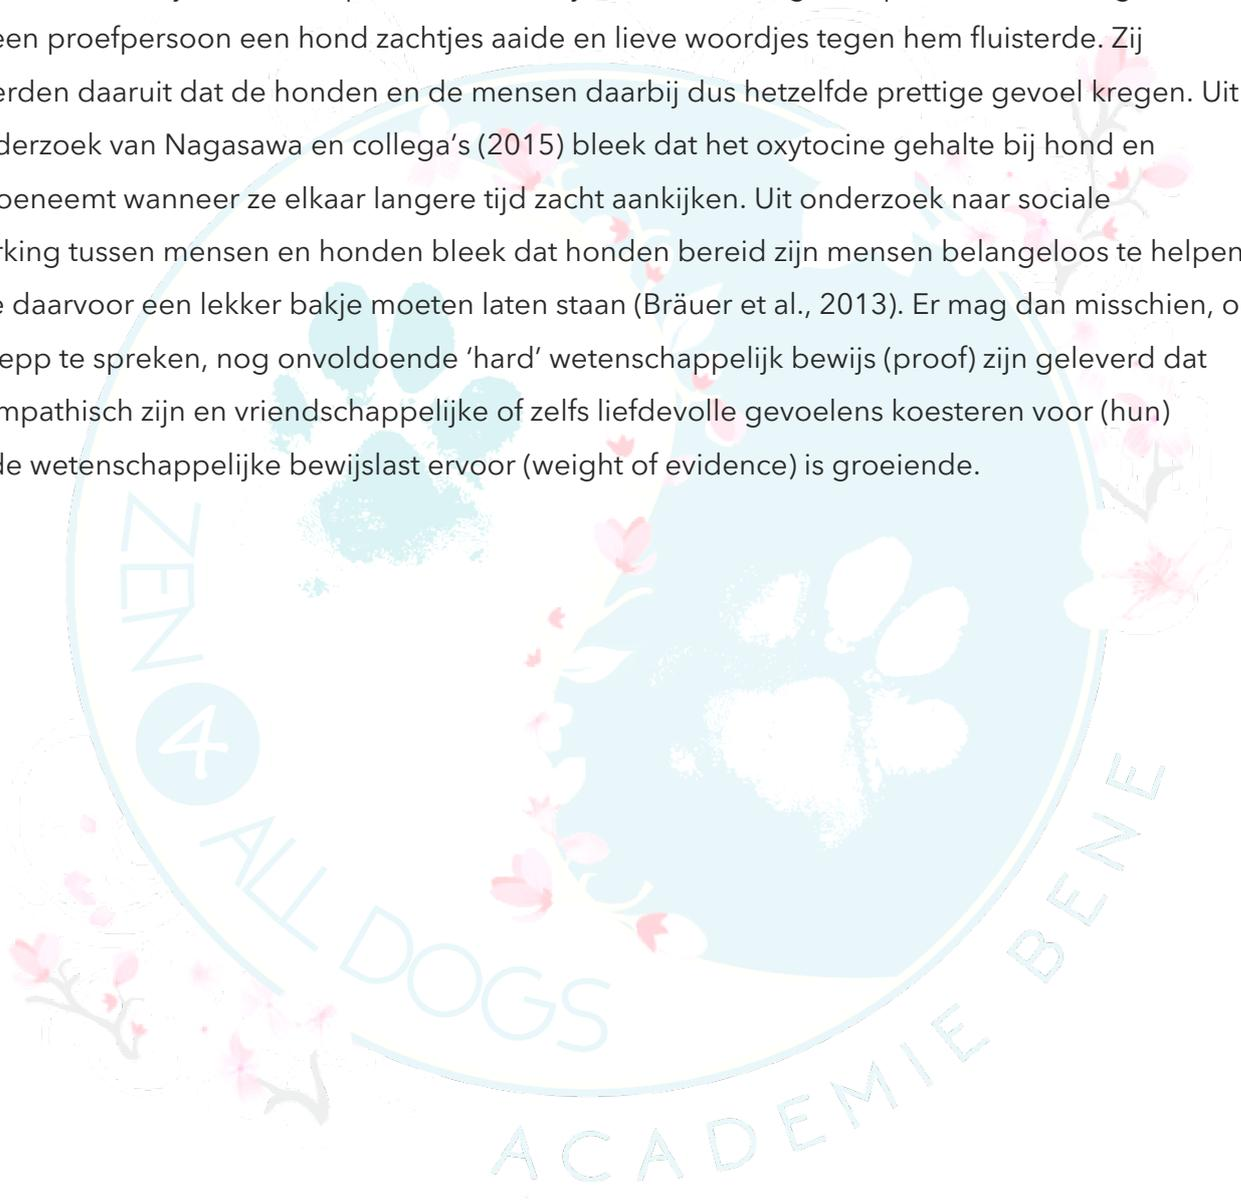 een proefpersoon een hond zachtjes aaide en lieve woordjes tegen hem fluisterde. Zij
erden daaruit dat de honden en de mensen daarbij dus hetzelfde prettige gevoel kregen. Uit
derzoek van Nagasawa en collega’s (2015) bleek dat het oxytocine gehalte bij hond en
oeneemt wanneer ze elkaar langere tijd zacht aankijken. Uit onderzoek naar sociale
rking tussen mensen en honden bleek dat honden bereid zijn mensen belangeloos te helpen
e daarvoor een lekker bakje moeten laten staan (Bräuer et al., 2013). Er mag dan misschien, o
epp te spreken, nog onvoldoende ‘hard’ wetenschappelijk bewijs (proof) zijn geleverd dat
mpathisch zijn en vriendschappelijke of zelfs liefdevolle gevoelens koesteren voor (hun)
de wetenschappelijke bewijslast ervoor (weight of evidence) is groeiende.
ZEN 4 ALL DOGS
ACADEMIE BENE